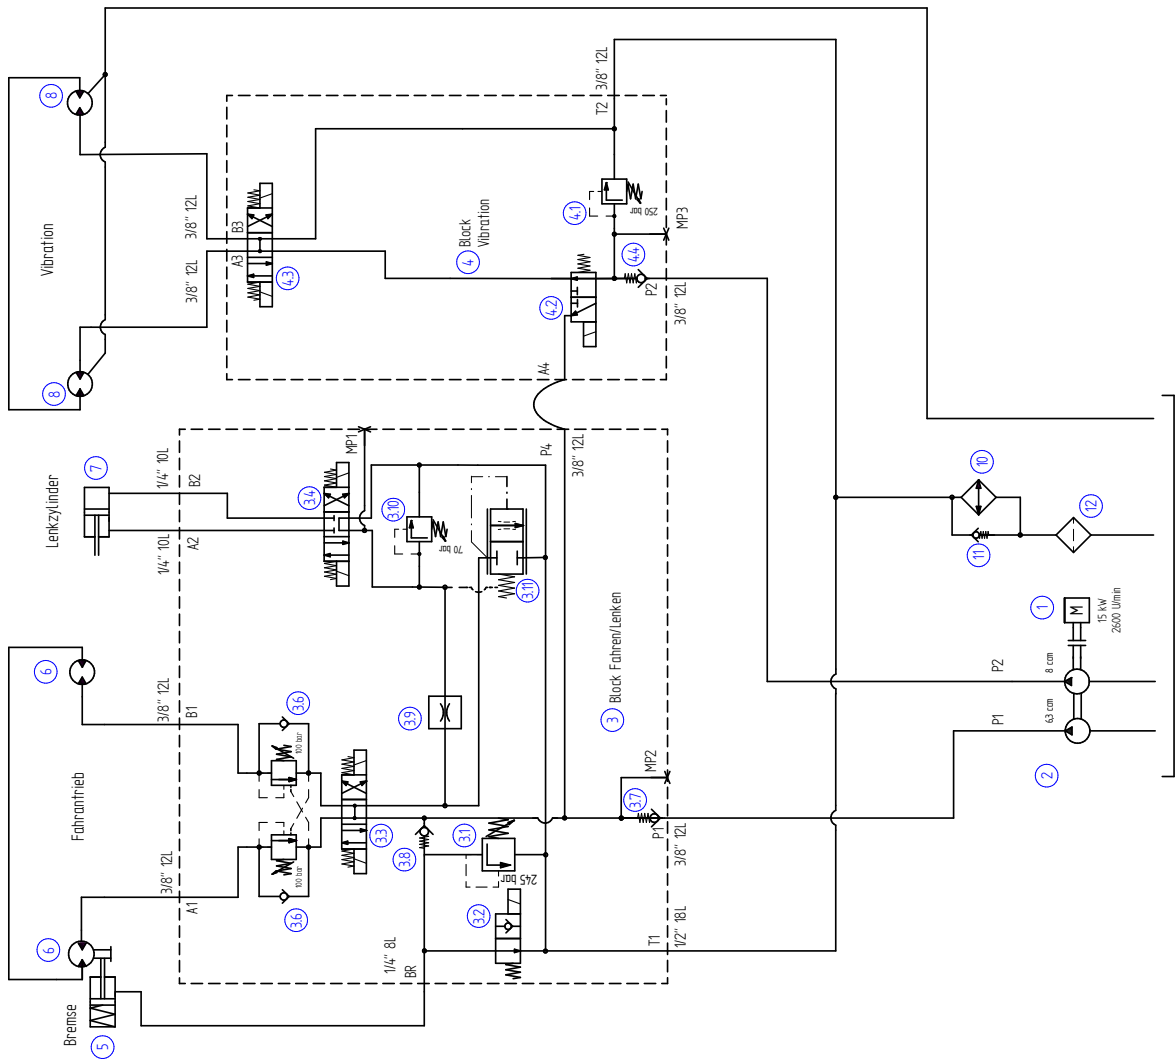 Vibration
8
8
3/8" 12L
3/8" 12L
A3
B3
4.3
4
Block
Vibration
T2
3/8" 12L
4.1
250 bar
MP3
4.4
4.2
P2
3/8" 12L
A4
Lenkzylinder
7
1/4" 10L
1/4" 10L
A2
B2
3.4
MP1
3.10
70 bar
3.11
P4
3/8" 12L
Fahrantrieb
6
6
3/8" 12L
3/8" 12L
A1
B1
3.6
100 bar
3.6
100 bar
3.3
3.9
3
Block Fahren/Lenken
3.8
3.1
245 bar
3.2
3.7
MP2
P1
3/8" 12L
T1
1/2" 18L
1/4" 8L
BR
Bremse
5
10
11
12
1
M
15 kW
2600 U/min
P2
8 ccm
P1
6,3 ccm
2